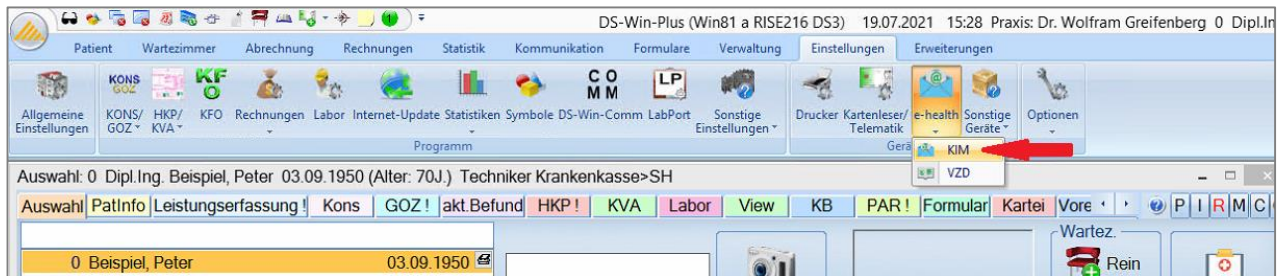 DS-Win-Plus (Win81 a RISE216 DS3) 19.07.2021 15:28 Praxis: Dr. Wolfram Greifenberg 0 Dipl.In
Patient Wartezimmer Abrechnung Rechnungen Statistik Kommunikation Formulare Verwaltung Einstellungen Erweiterungen
KONS GOZ KFO COMM LP
Allgemeine Einstellungen KONS/ GOZ HKP/ KVA KFO Rechnungen Labor Internet-Update Statistiken Symbole DS-Win-Comm LabPort Sonstige Einstellungen Drucker Kartenleser/ Telematik e-health Sonstige Geräte Optionen
Programm Gerä
KIM
VZD
Auswahl: 0 Dipl.Ing. Beispiel, Peter 03.09.1950 (Alter: 70J.) Techniker Krankenkasse>SH
Auswahl PatInfo Leistungserfassung ! Kons GOZ ! akt.Befund HKP ! KVA Labor View KB PAR ! Formular Kartei Vore P I R M C
Wartez.
0 Beispiel, Peter 03.09.1950 Rein